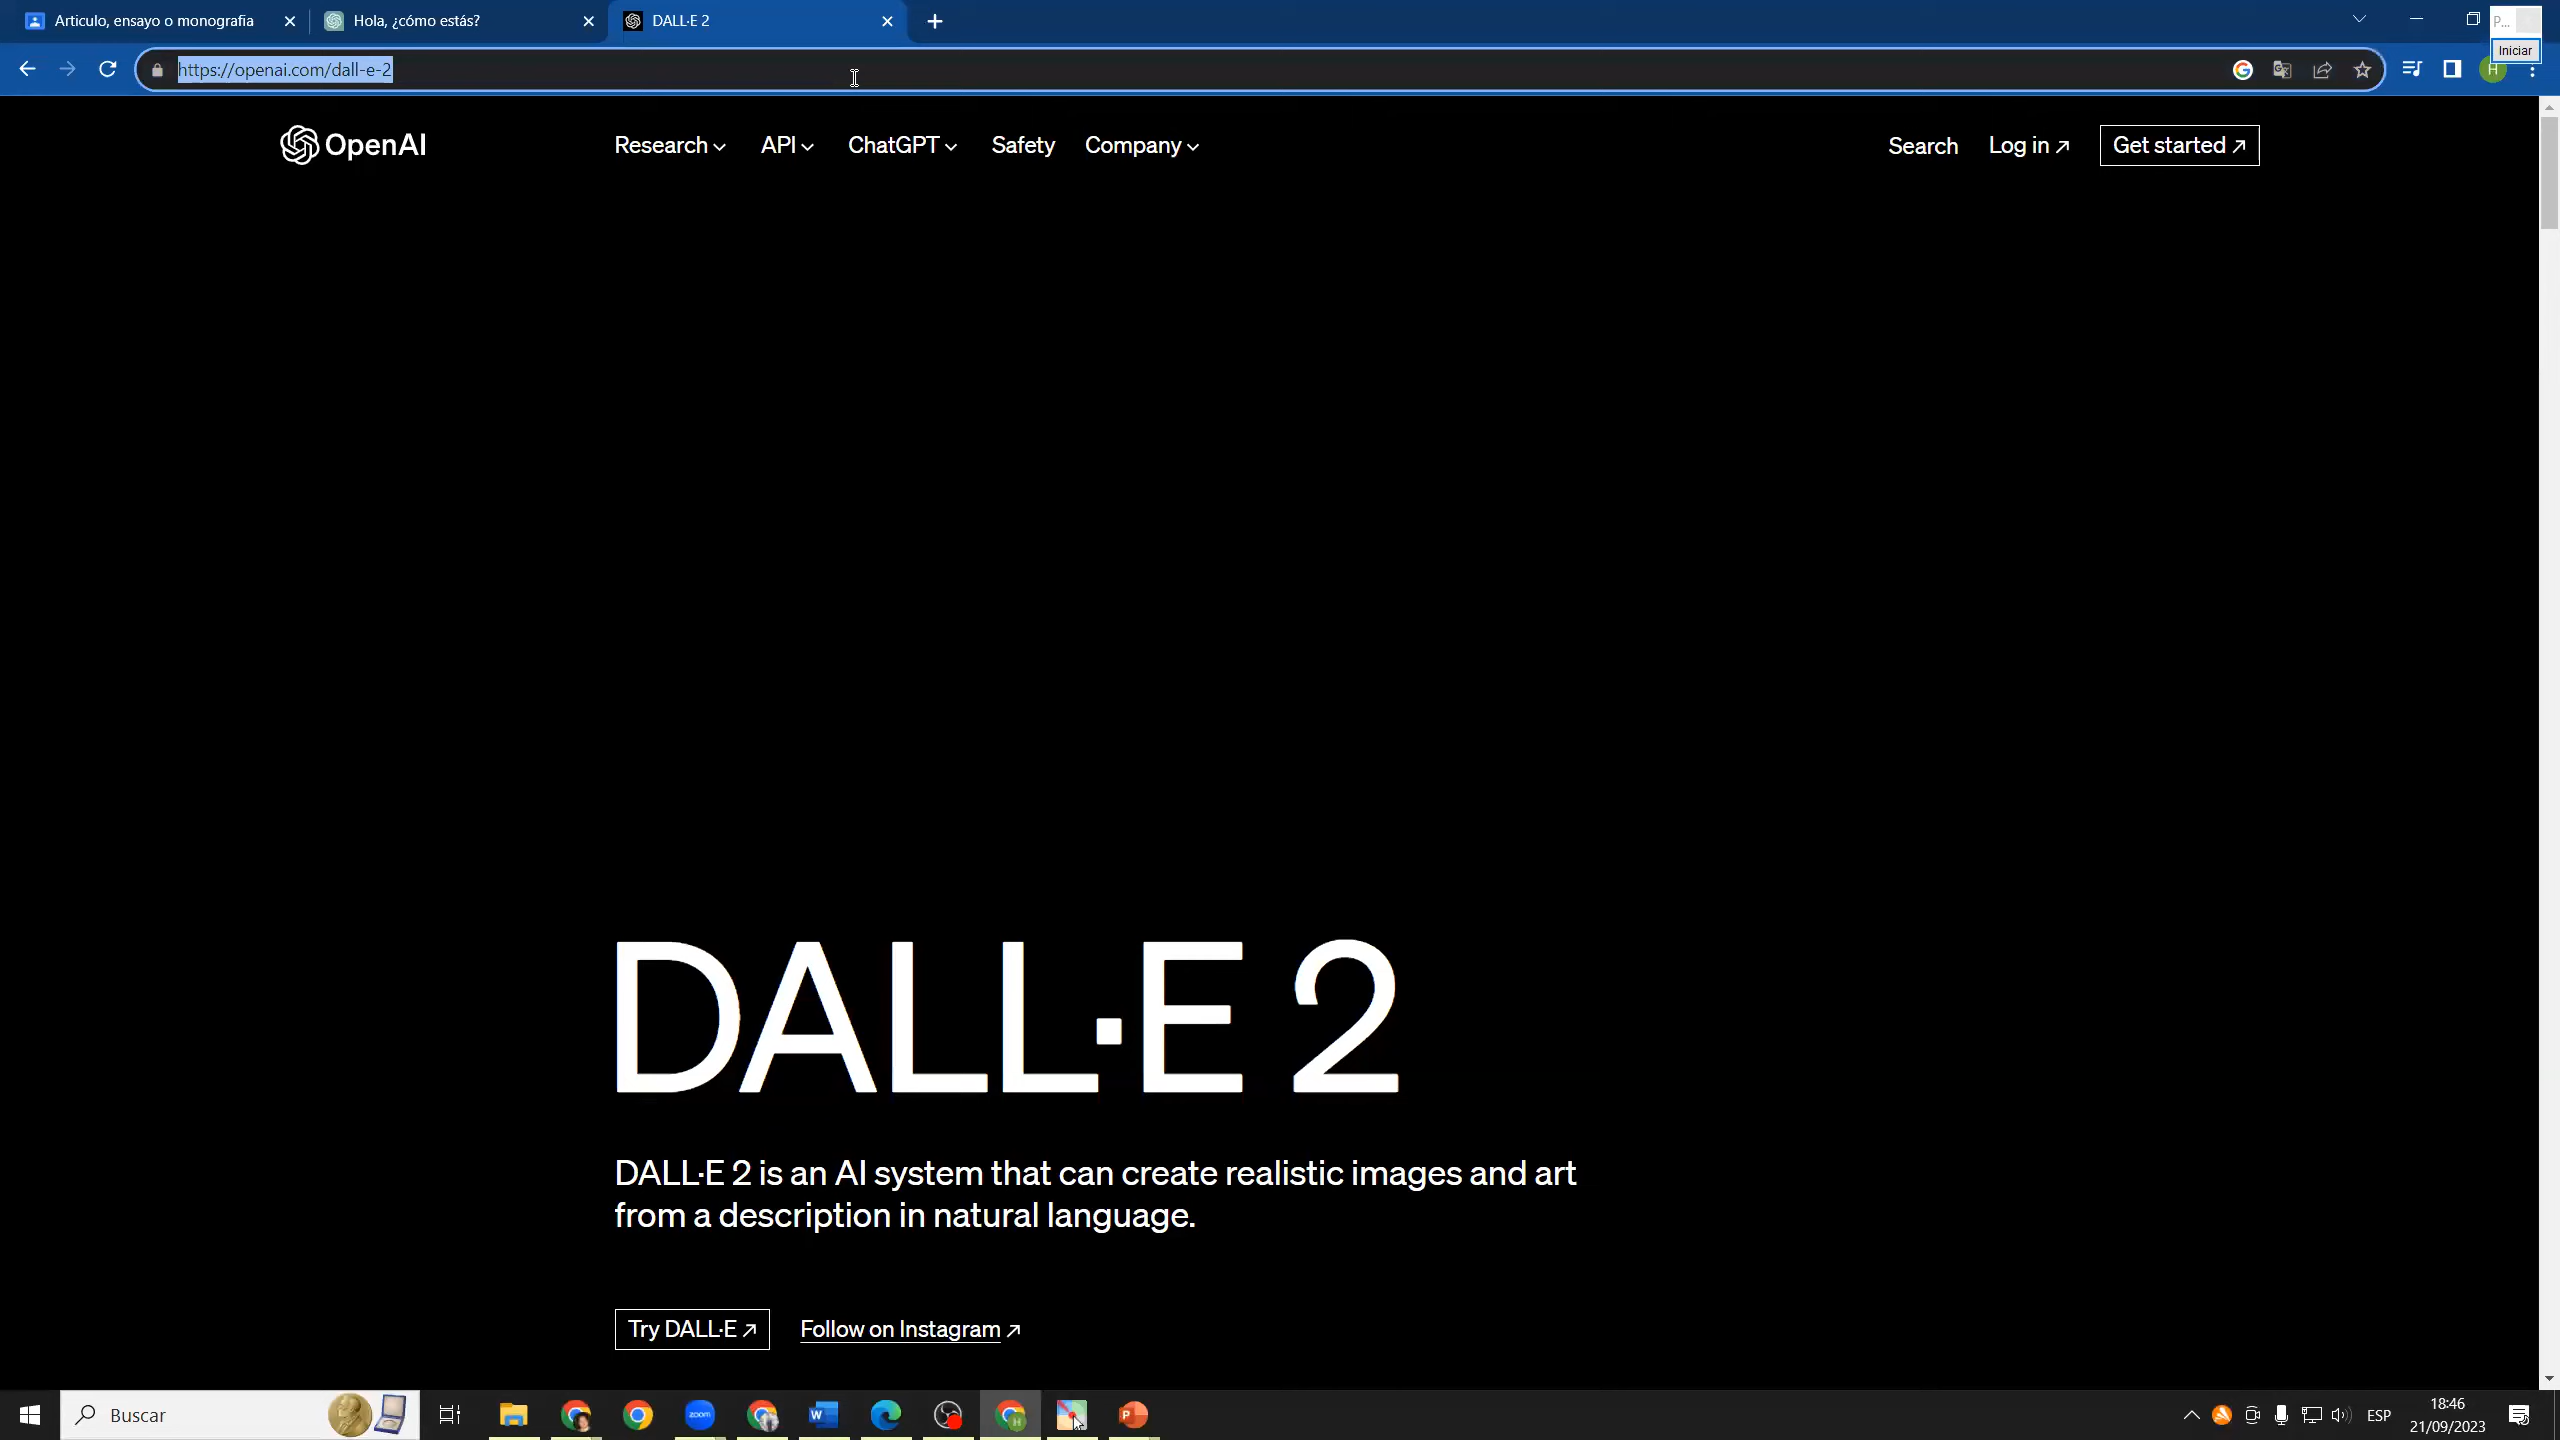 Articulo, ensayo o monografia
Hola, ¿cómo estás?
DALL·E 2
P...
Iniciar
https://openai.com/dall-e-2
H
OpenAI
Research
API
ChatGPT
Safety
Company
Search
Log in ↗
Get started ↗
DALL·E 2
DALL·E 2 is an AI system that can create realistic images and art
from a description in natural language.
Try DALL·E ↗
Follow on Instagram ↗
Buscar
zoom
W
H
P
ESP
18:46
21/09/2023